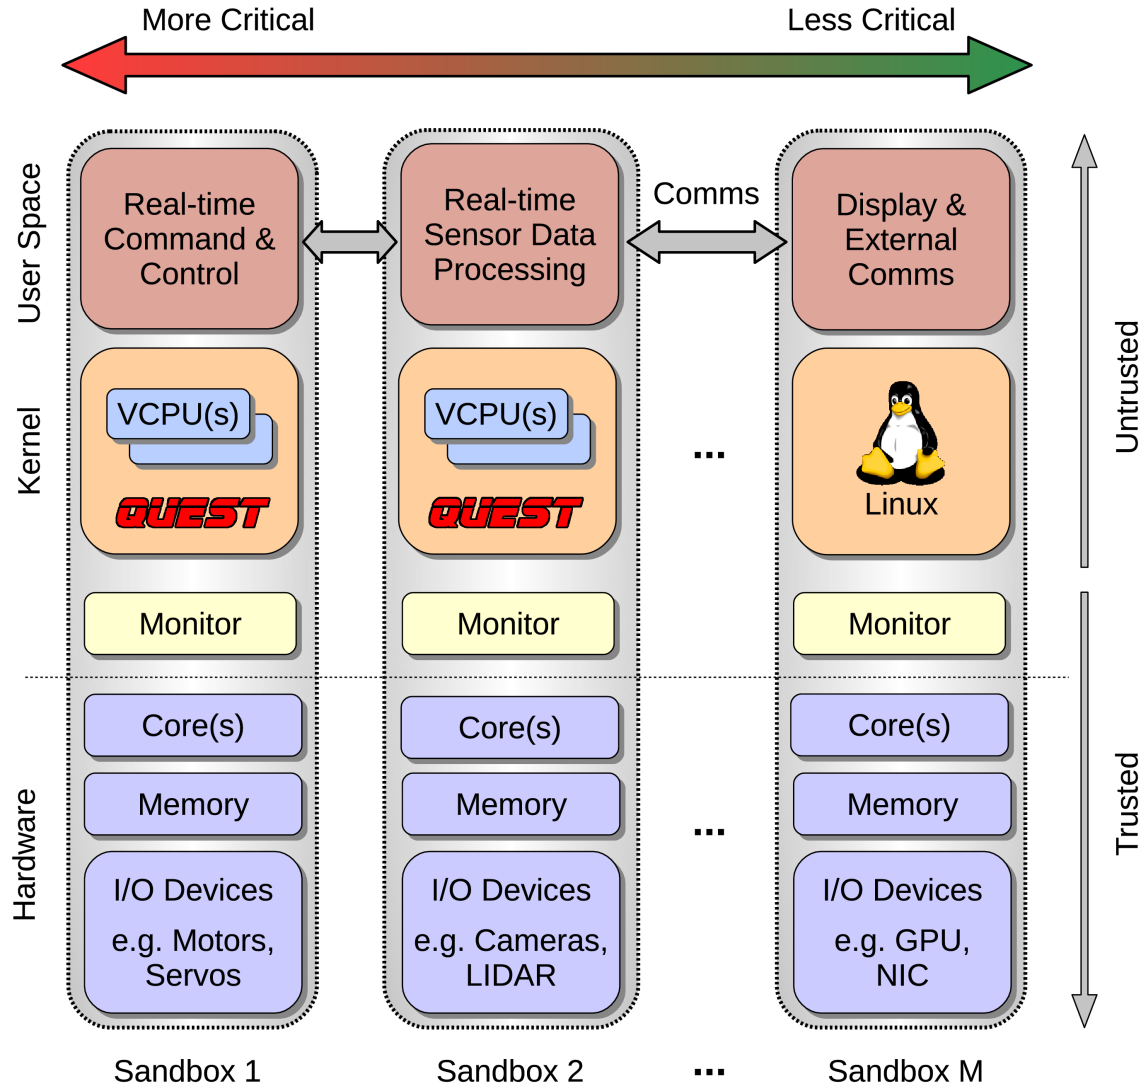 More Critical
Less Critical
User Space
Real-time
Command &
Control
Real-time
Sensor Data
Processing
Comms
Display &
External
Comms
Untrusted
Kernel
VCPU(s)
QUEST
VCPU(s)
QUEST
...
Linux
Monitor
Monitor
Monitor
Trusted
Hardware
Core(s)
Core(s)
Core(s)
Memory
Memory
...
Memory
I/O Devices
e.g. Motors,
Servos
I/O Devices
e.g. Cameras,
LIDAR
I/O Devices
e.g. GPU,
NIC
Sandbox 1
Sandbox 2
...
Sandbox M